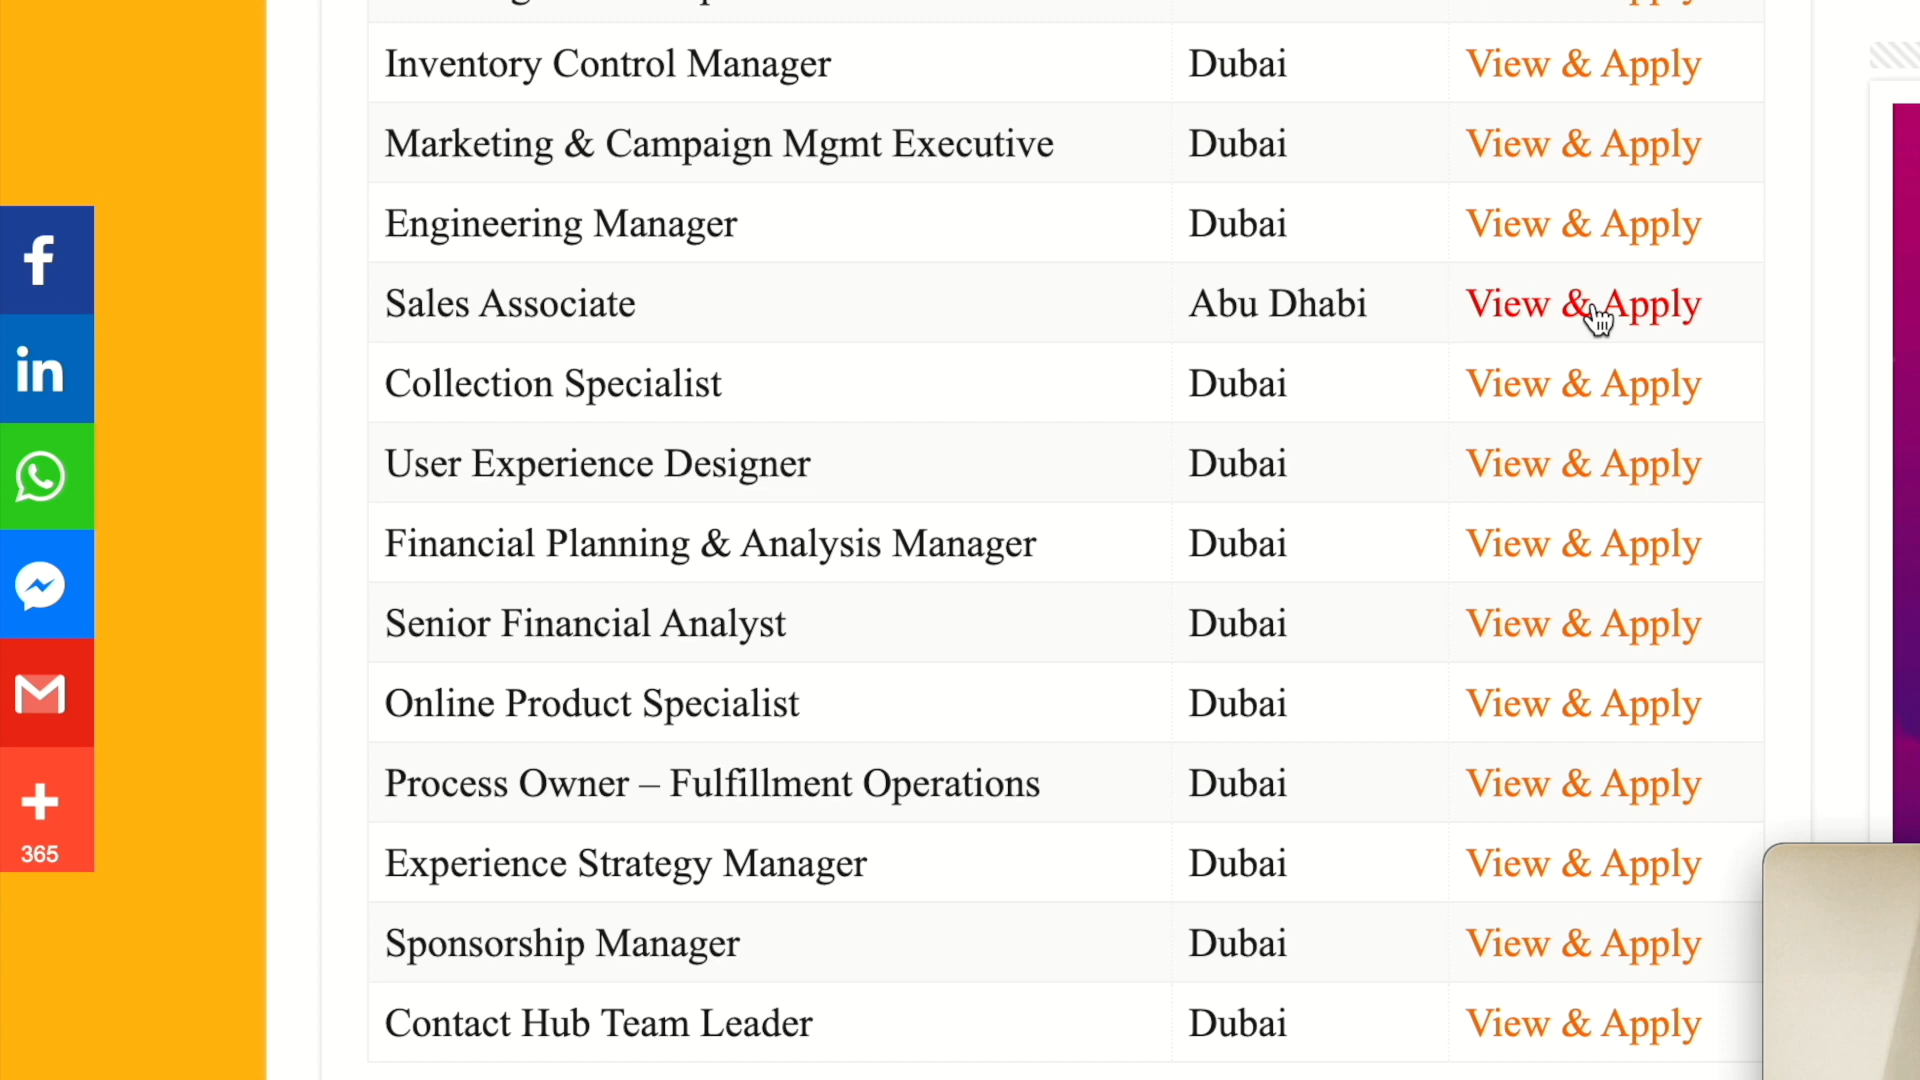 Inventory Control Manager Dubai View & Apply
Marketing & Campaign Mgmt Executive Dubai View & Apply
Engineering Manager Dubai View & Apply
Sales Associate Abu Dhabi View & Apply
Collection Specialist Dubai View & Apply
User Experience Designer Dubai View & Apply
Financial Planning & Analysis Manager Dubai View & Apply
Senior Financial Analyst Dubai View & Apply
Online Product Specialist Dubai View & Apply
Process Owner – Fulfillment Operations Dubai View & Apply
Experience Strategy Manager Dubai View & Apply
Sponsorship Manager Dubai View & Apply
Contact Hub Team Leader Dubai View & Apply
f
in
365